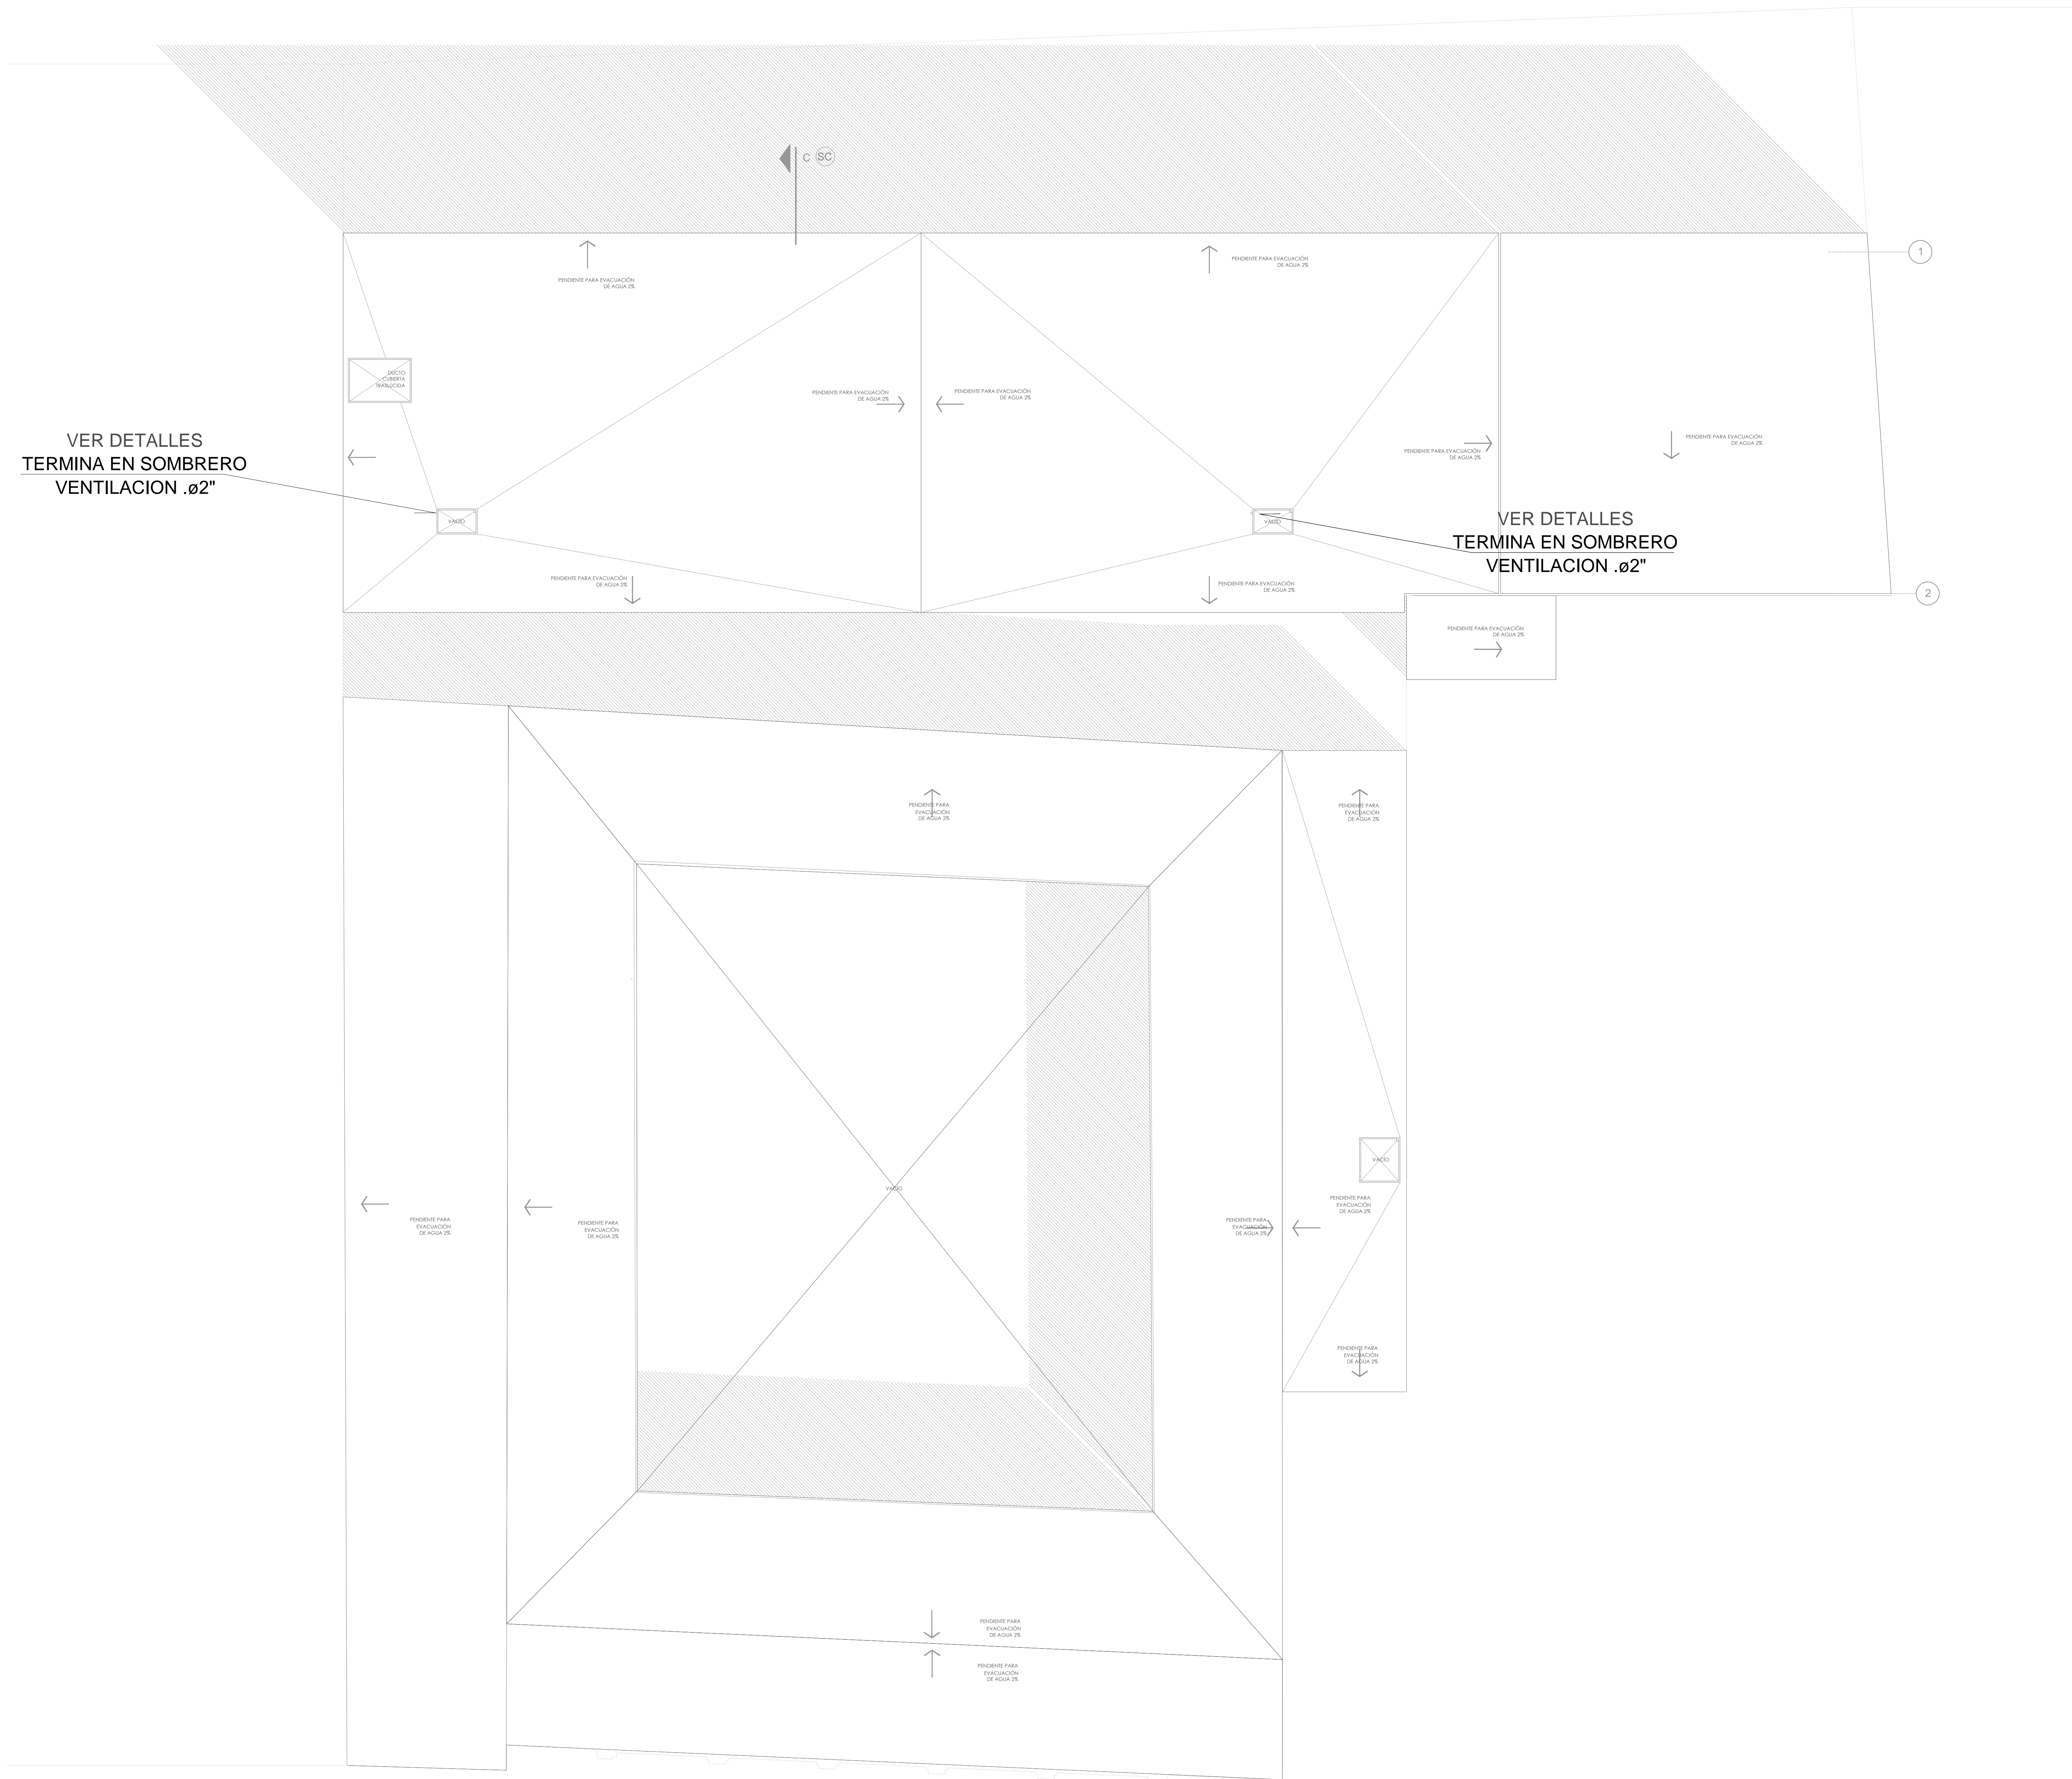 C SC
1
PENDIENTE PARA EVACUACIÓN
DE AGUA 2%
PENDIENTE PARA EVACUACIÓN
DE AGUA 2%
DUCTO
CUBIERTA
TRASLÚCIDA
PENDIENTE PARA EVACUACIÓN
DE AGUA 2%
PENDIENTE PARA EVACUACIÓN
DE AGUA 2%
PENDIENTE PARA EVACUACIÓN
DE AGUA 2%
PENDIENTE PARA EVACUACIÓN
DE AGUA 2%
VER DETALLES
TERMINA EN SOMBRERO
VENTILACION .ø2"
VACÍO
VACÍO
VER DETALLES
TERMINA EN SOMBRERO
VENTILACION .ø2"
PENDIENTE PARA EVACUACIÓN
DE AGUA 2%
PENDIENTE PARA EVACUACIÓN
DE AGUA 2%
2
PENDIENTE PARA EVACUACIÓN
DE AGUA 2%
PENDIENTE PARA
EVACUACIÓN
DE AGUA 2%
PENDIENTE PARA
EVACUACIÓN
DE AGUA 2%
VACÍO
VACÍO
PENDIENTE PARA
EVACUACIÓN
DE AGUA 2%
PENDIENTE PARA
EVACUACIÓN
DE AGUA 2%
PENDIENTE PARA
EVACUACIÓN
DE AGUA 2%
PENDIENTE PARA
EVACUACIÓN
DE AGUA 2%
PENDIENTE PARA
EVACUACIÓN
DE AGUA 2%
PENDIENTE PARA
EVACUACIÓN
DE AGUA 2%
PENDIENTE PARA
EVACUACIÓN
DE AGUA 2%